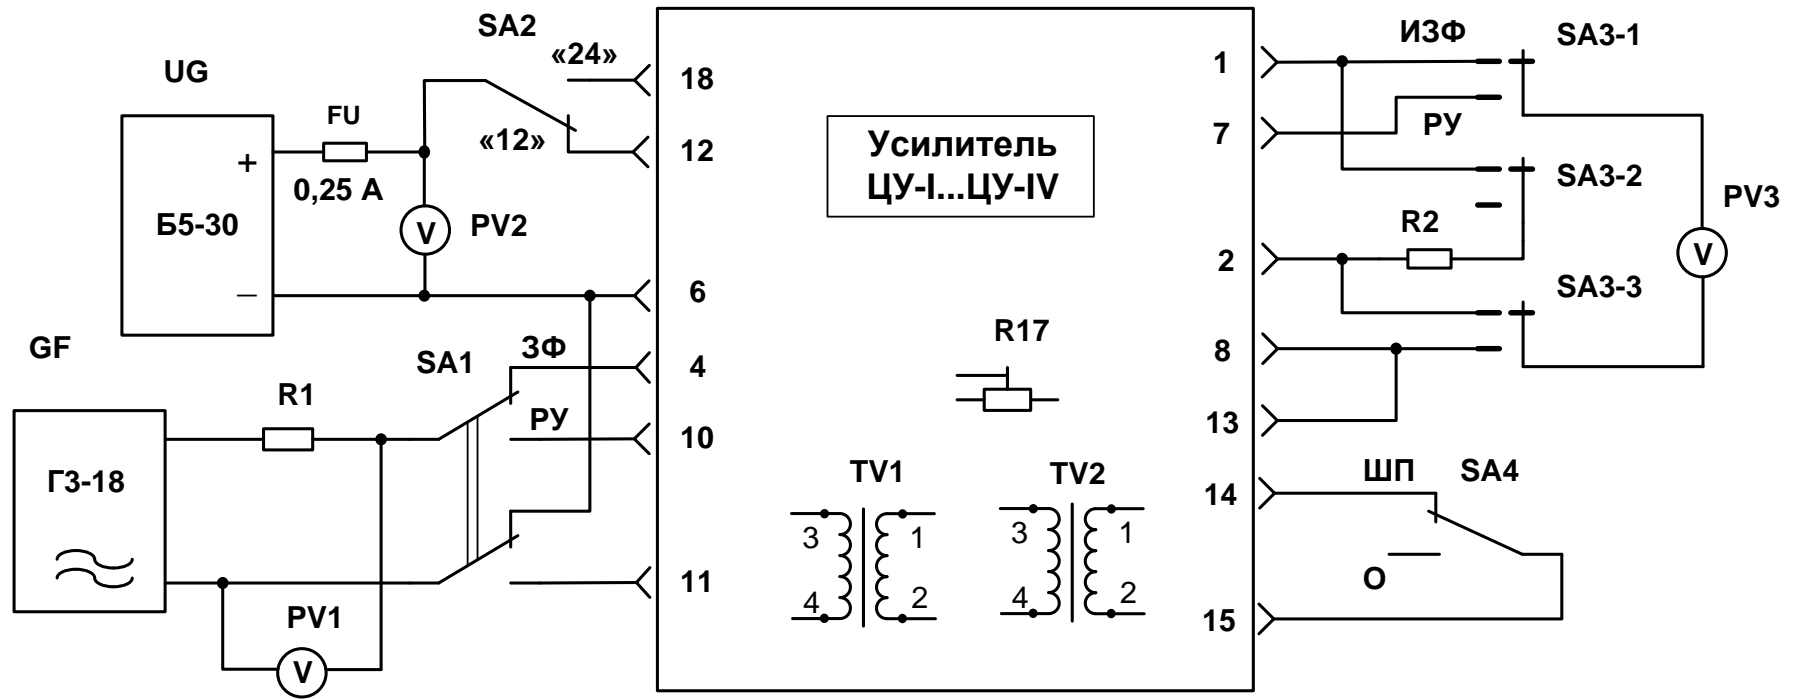 SA2
«24»
UG
18
FU
«12»
12
+
0,25 А
Б5-30
V
PV2
–
6
GF
SA1
ЗФ
4
R1
РУ
10
Г3-18
11
PV1
V
Усилитель
ЦУ-I...ЦУ-IV
R17
TV1
3
1
4
2
TV2
3
1
4
2
1
ИЗФ
SA3-1
7
РУ
SA3-2
PV3
R2
2
V
SA3-3
8
13
ШП
SA4
14
О
15